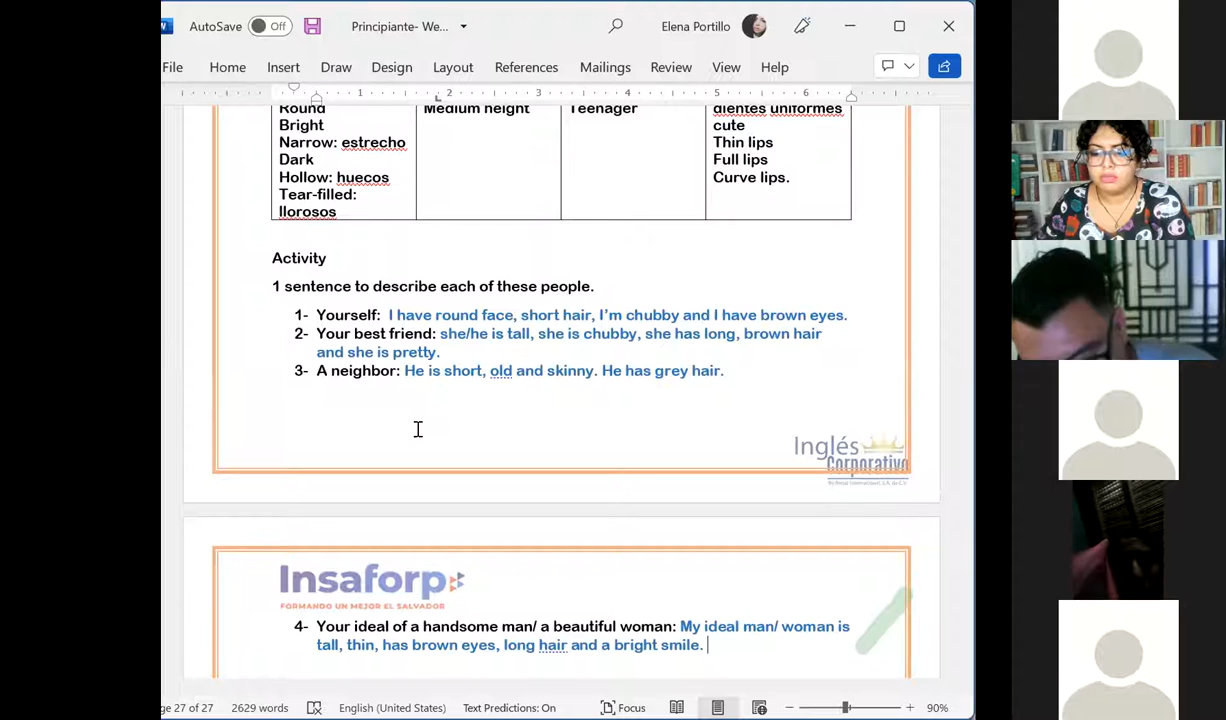 AutoSave Off Principiante- We... Elena Portillo
File Home Insert Draw Design Layout References Mailings Review View Help
1 2 3 4 5 6
Round Medium height Teenager dientes uniformes
Bright cute
Narrow: estrecho Thin lips
Dark Full lips
Hollow: huecos Curve lips.
Tear-filled:
llorosos
Activity
1 sentence to describe each of these people.
1- Yourself: I have round face, short hair, I'm chubby and I have brown eyes.
2- Your best friend: she/he is tall, she is chubby, she has long, brown hair
and she is pretty.
3- A neighbor: He is short, old and skinny. He has grey hair.
Inglés
Corporativo
Insaforp
FORMANDO UN MEJOR EL SALVADOR
4- Your ideal of a handsome man/ a beautiful woman: My ideal man/ woman is
tall, thin, has brown eyes, long hair and a bright smile.
ge 27 of 27 2629 words English (United States) Text Predictions: On Focus 90%